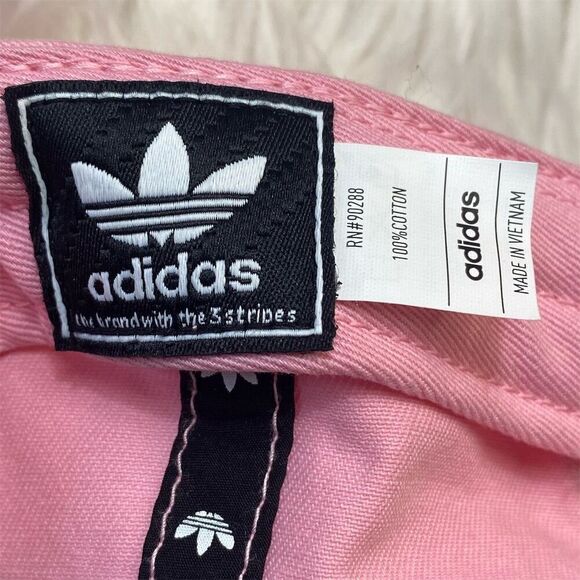 adidas
the brand with the 3 stripes
RN#90288
100%COTTON
adidas
MADE IN VIETNAM